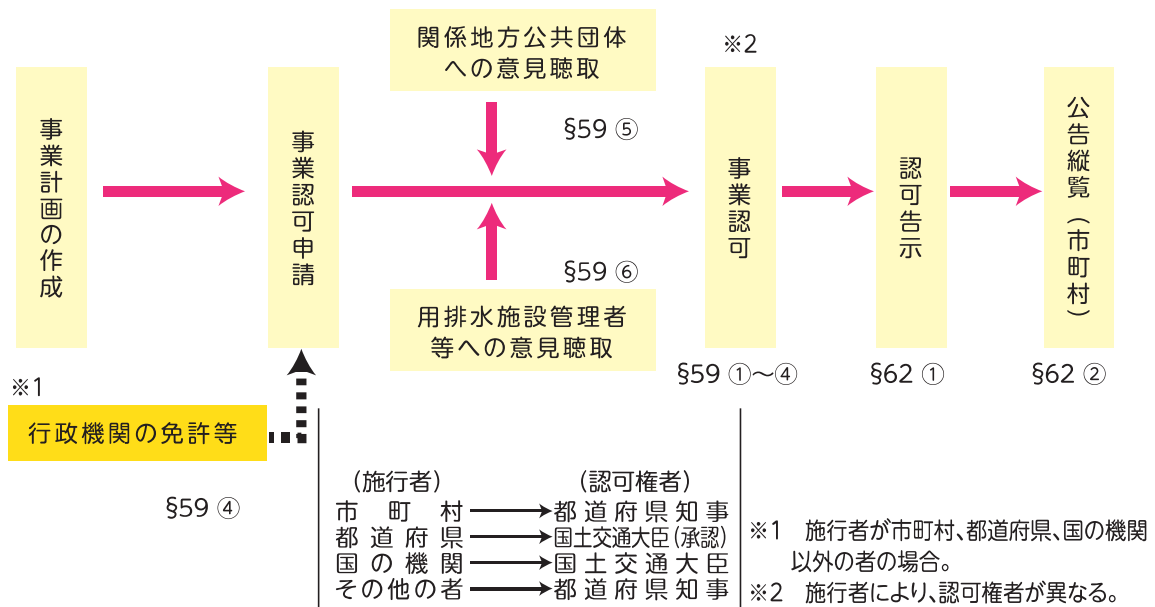 事業計画の作成
事業認可申請
関係地方公共団体
への意見聴取
§59 ⑤
§59 ⑥
用排水施設管理者
等への意見聴取
※2
事業認可
§59 ①～④
認可告示
§62 ①
公告縦覧（市町村）
§62 ②
※1
行政機関の免許等
§59 ④
（施行者） （認可権者）
市町村 都道府県知事
都道府県 国土交通大臣（承認）
国の機関 国土交通大臣
その他の者 都道府県知事
※1 施行者が市町村、都道府県、国の機関
以外の者の場合。
※2 施行者により、認可権者が異なる。